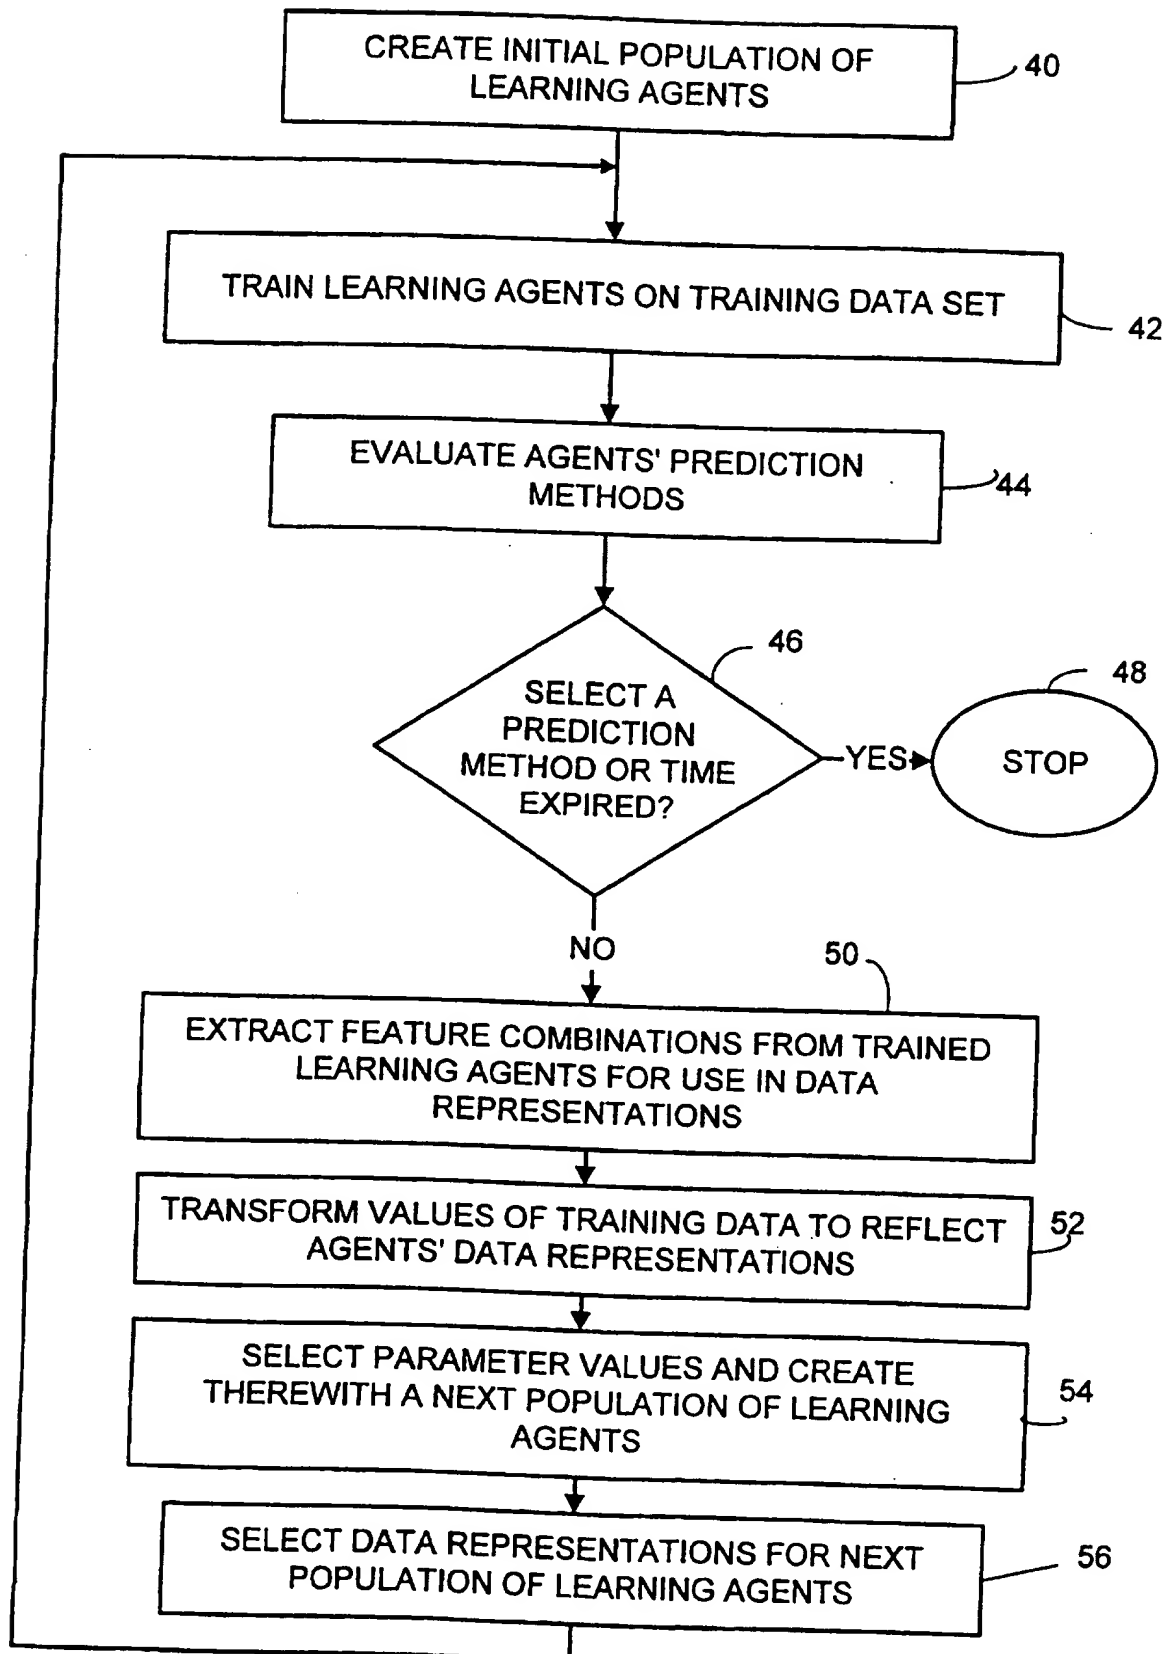 CREATE INITIAL POPULATION OF
LEARNING AGENTS
40
TRAIN LEARNING AGENTS ON TRAINING DATA SET
42
EVALUATE AGENTS' PREDICTION
METHODS
44
46
SELECT A
PREDICTION
METHOD OR TIME
EXPIRED?
YES
48
STOP
NO
50
EXTRACT FEATURE COMBINATIONS FROM TRAINED
LEARNING AGENTS FOR USE IN DATA
REPRESENTATIONS
TRANSFORM VALUES OF TRAINING DATA TO REFLECT
AGENTS' DATA REPRESENTATIONS
52
SELECT PARAMETER VALUES AND CREATE
THEREWITH A NEXT POPULATION OF LEARNING
AGENTS
54
SELECT DATA REPRESENTATIONS FOR NEXT
POPULATION OF LEARNING AGENTS
56